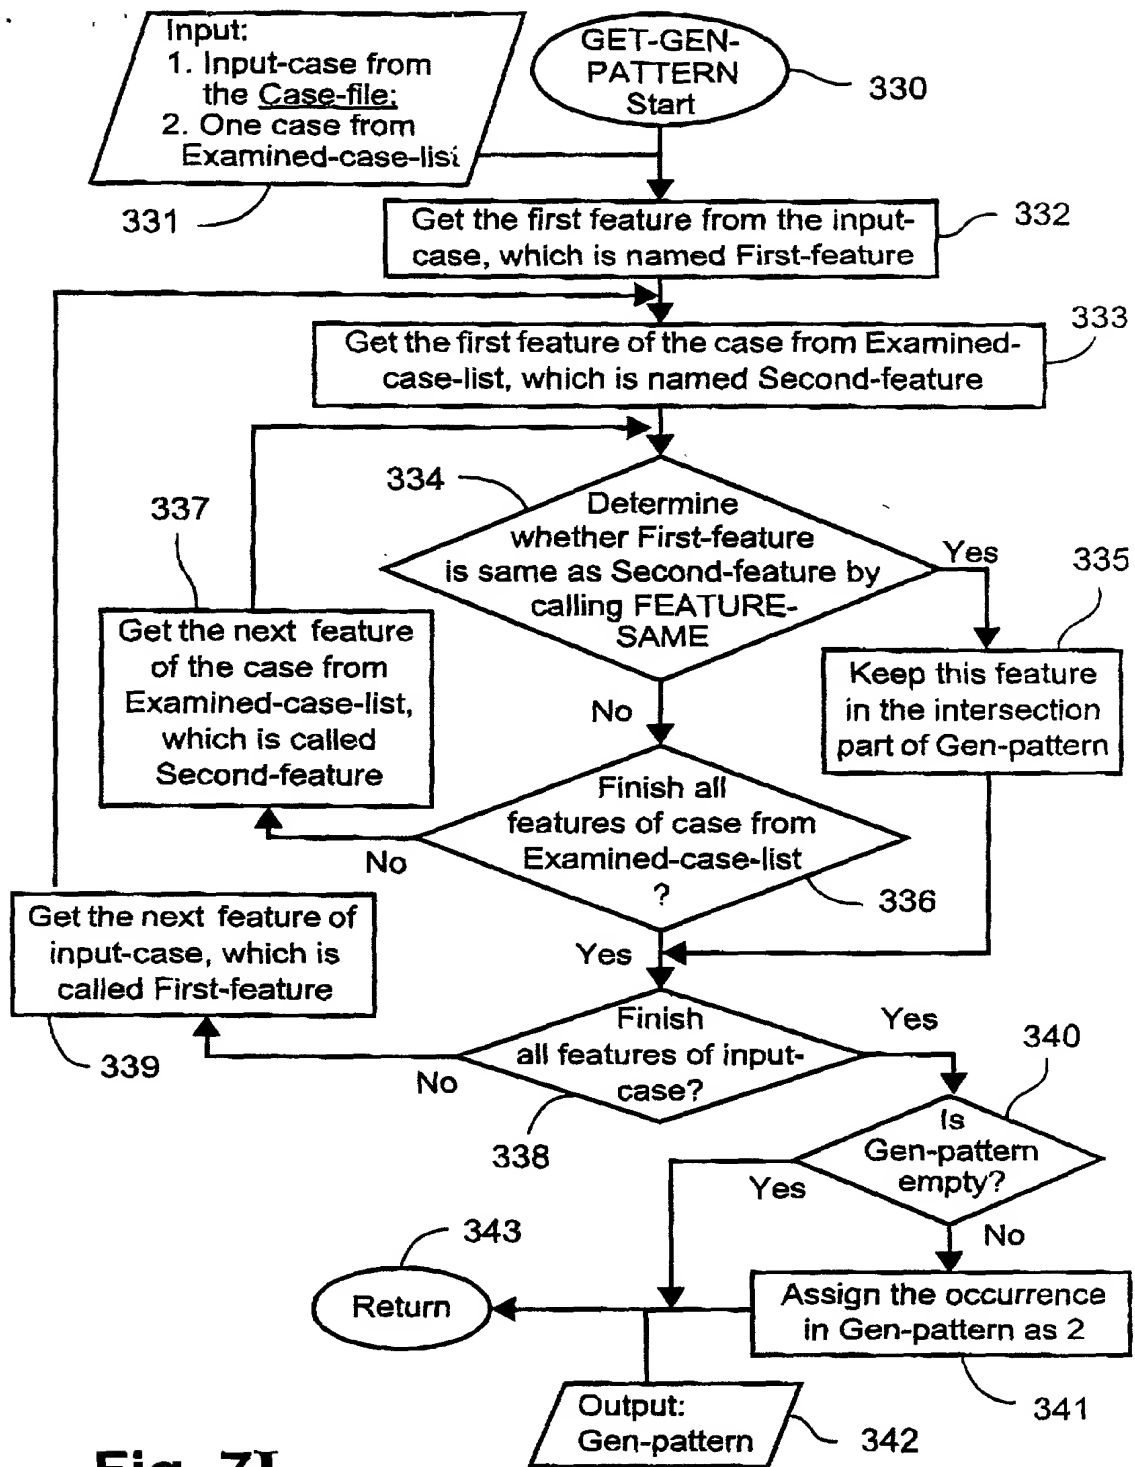 Input:
1. Input-case from
the Case-file;
2. One case from
Examined-case-list
331
GET-GEN-
PATTERN
Start
330
Get the first feature from the input-
case, which is named First-feature
332
Get the first feature of the case from Examined-
case-list, which is named Second-feature
333
334
Determine
whether First-feature
is same as Second-feature by
calling FEATURE-
SAME
Yes
335
Keep this feature
in the intersection
part of Gen-pattern
337
Get the next feature
of the case from
Examined-case-list,
which is called
Second-feature
No
Finish all
features of case from
Examined-case-list
?
336
No
Yes
Get the next feature of
input-case, which is
called First-feature
339
Finish
all features of input-
case?
338
No
Yes
340
Is
Gen-pattern
empty?
Yes
No
343
Return
Assign the occurrence
in Gen-pattern as 2
341
Output:
Gen-pattern
342
Fig. 7I